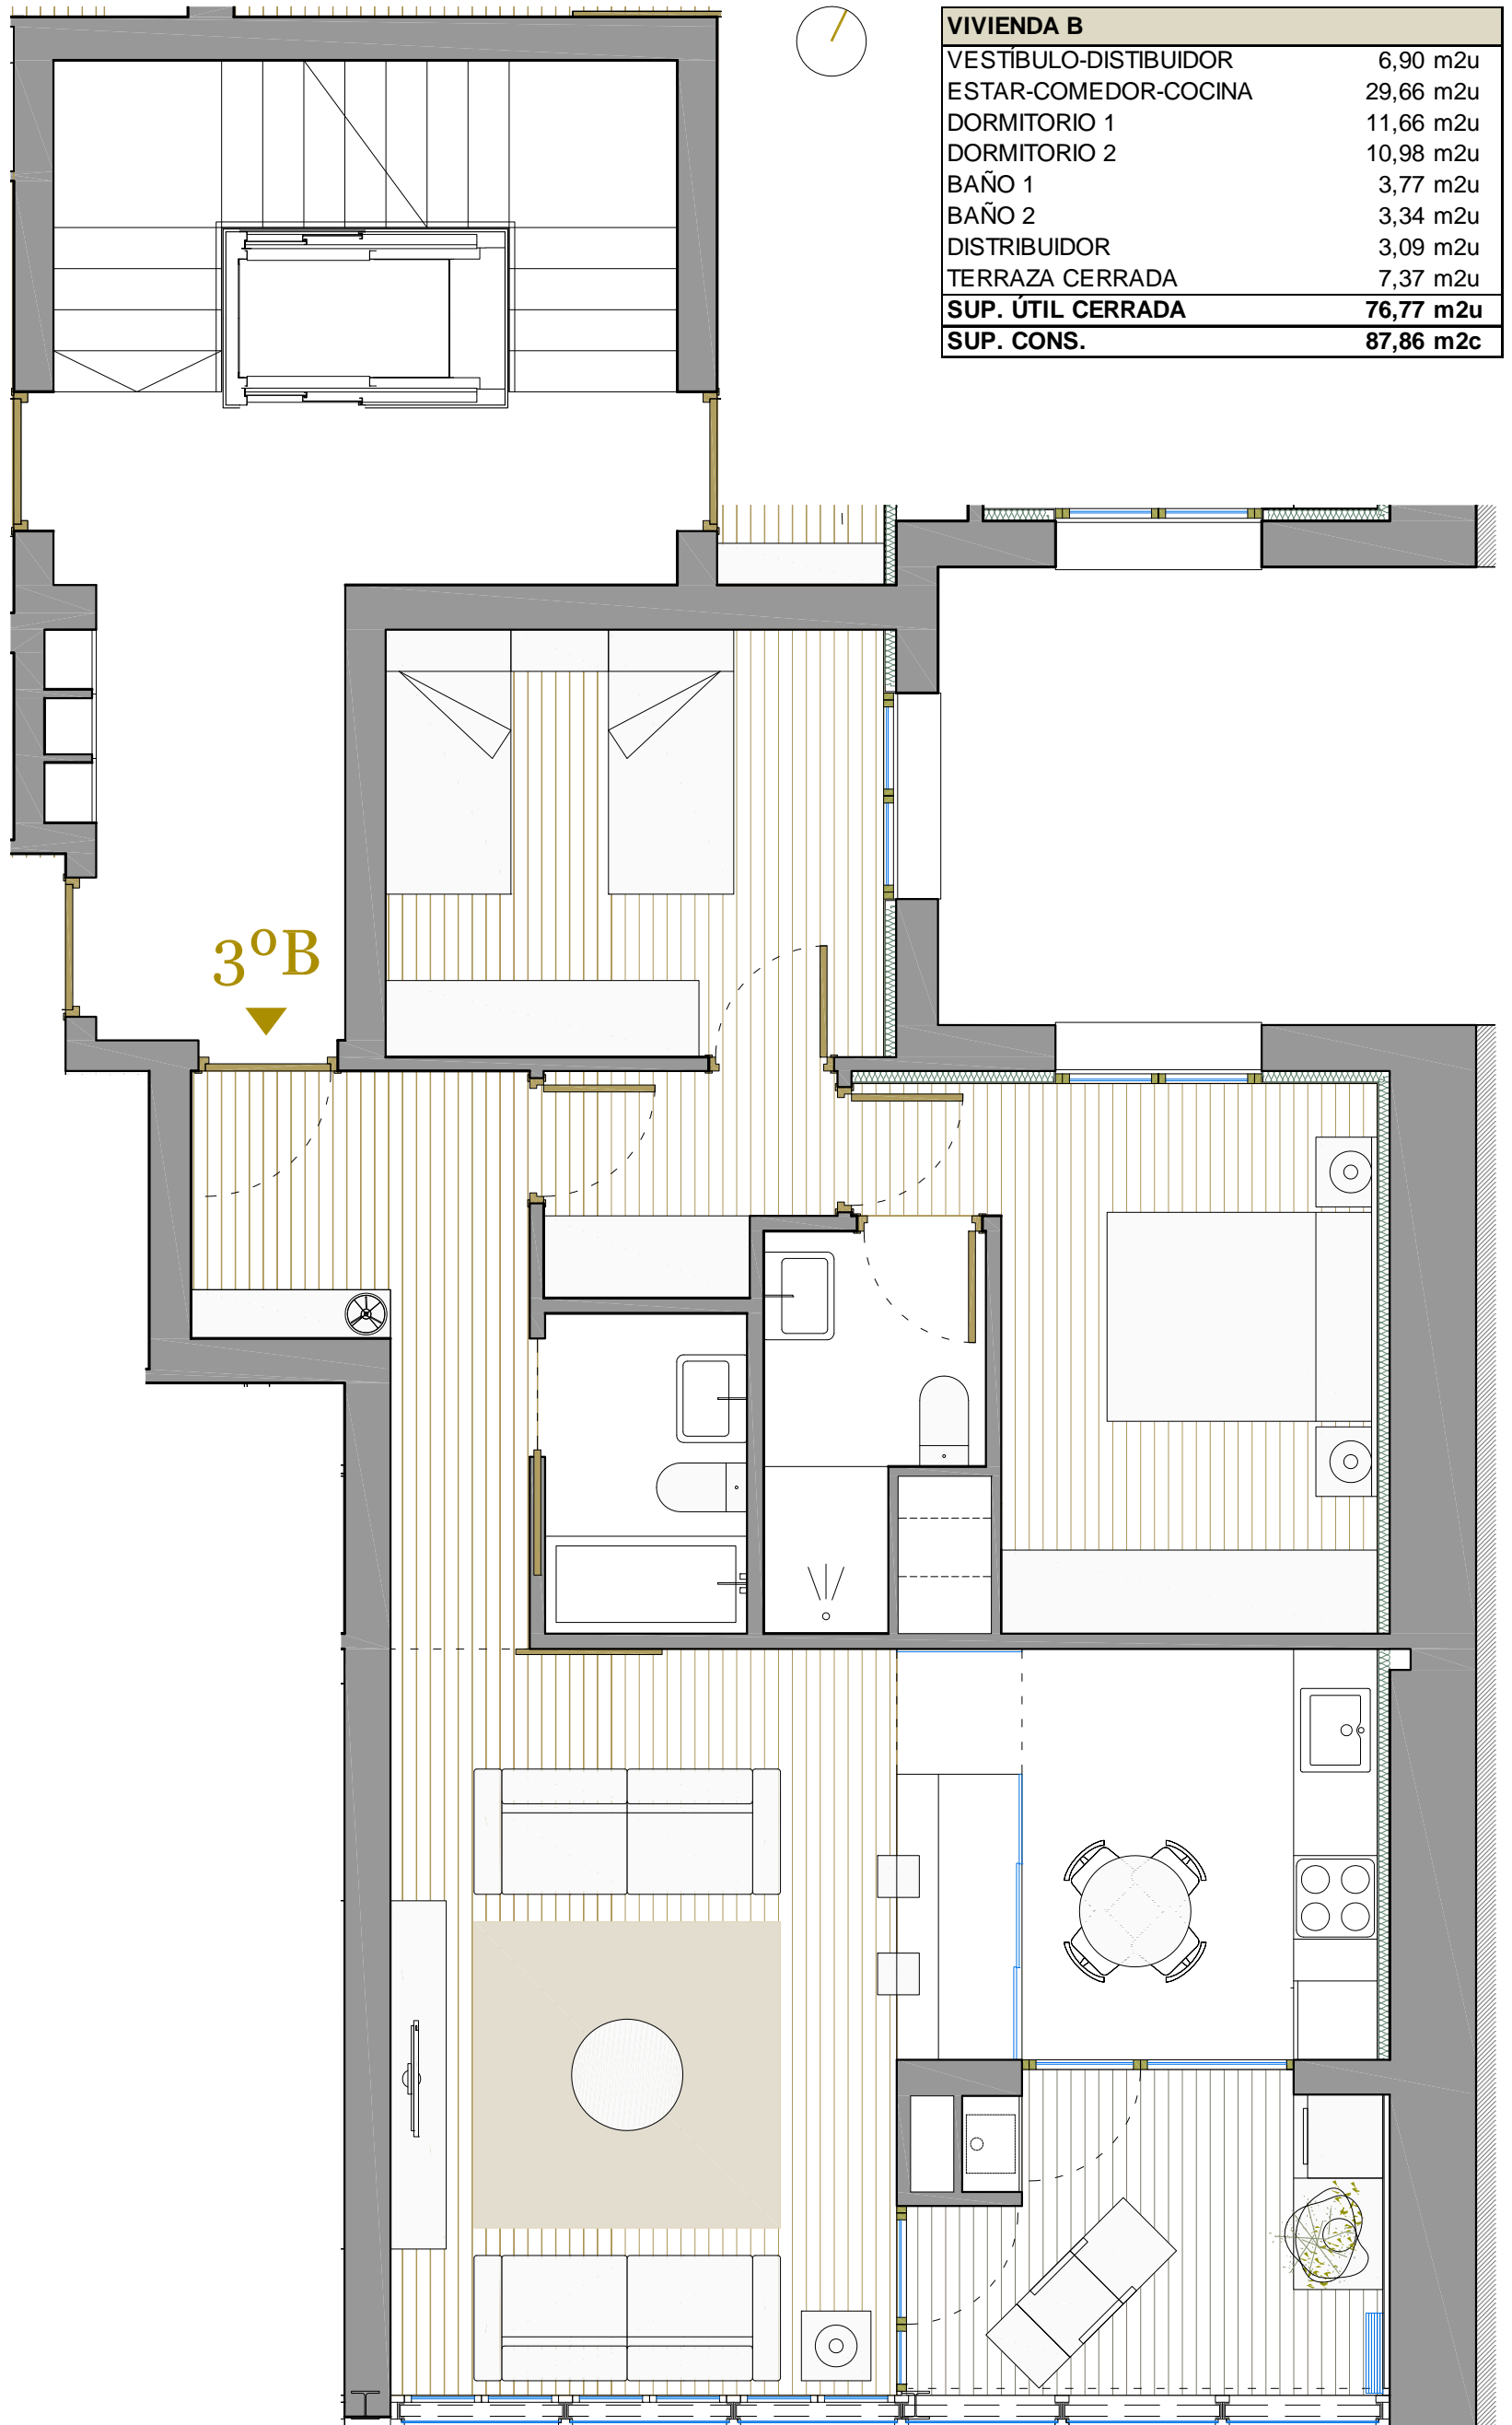 VIVIENDA B
VESTÍBULO-DISTIBUIDOR 6,90 m2u
ESTAR-COMEDOR-COCINA 29,66 m2u
DORMITORIO 1 11,66 m2u
DORMITORIO 2 10,98 m2u
BAÑO 1 3,77 m2u
BAÑO 2 3,34 m2u
DISTRIBUIDOR 3,09 m2u
TERRAZA CERRADA 7,37 m2u
SUP. ÚTIL CERRADA 76,77 m2u
SUP. CONS. 87,86 m2c
3ºB